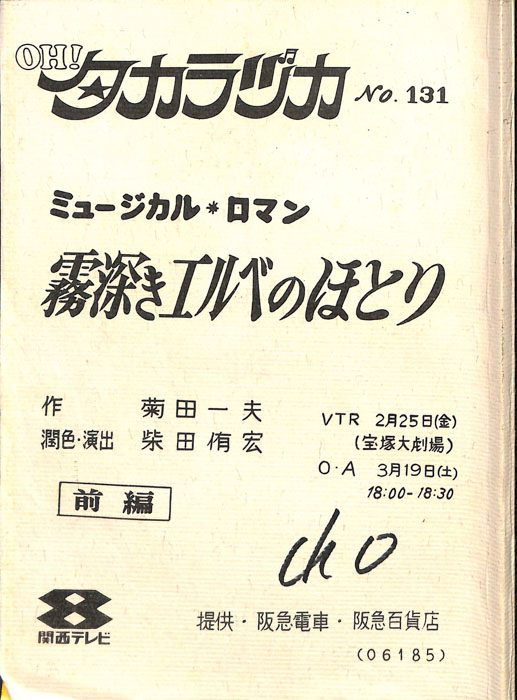 OH! タカラヅカ No. 131
ミュージカル＊ロマン
霧深きエルベのほとり
作 菊田一夫
潤色・演出 柴田侑宏
VTR 2月25日(金)
(宝塚大劇場)
O・A 3月19日(土)
18:00-18:30
前編
cho
関西テレビ
提供・阪急電車・阪急百貨店
(06185)